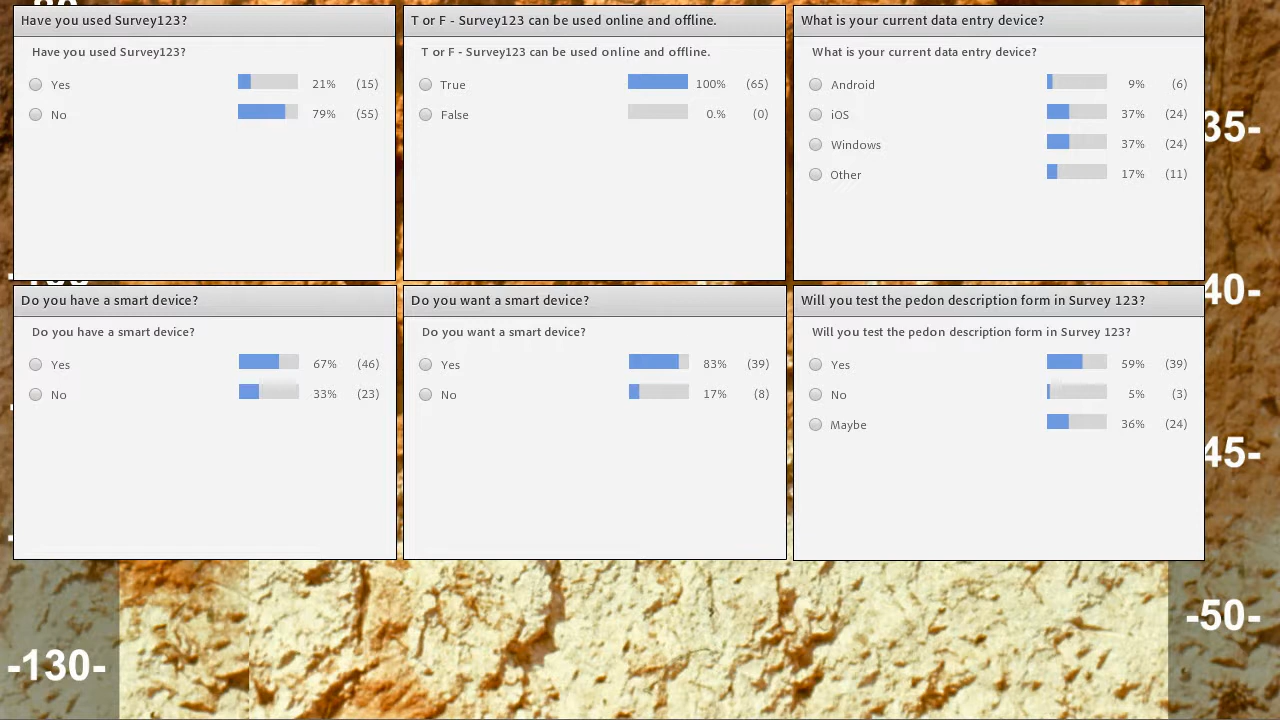 Have you used Survey123?
Have you used Survey123?
Yes 21% (15)
No 79% (55)
T or F - Survey123 can be used online and offline.
T or F - Survey123 can be used online and offline.
True 100% (65)
False 0.% (0)
What is your current data entry device?
What is your current data entry device?
Android 9% (6)
iOS 37% (24)
Windows 37% (24)
Other 17% (11)
35-
Do you have a smart device?
Do you have a smart device?
Yes 67% (46)
No 33% (23)
Do you want a smart device?
Do you want a smart device?
Yes 83% (39)
No 17% (8)
Will you test the pedon description form in Survey 123?
Will you test the pedon description form in Survey 123?
Yes 59% (39)
No 5% (3)
Maybe 36% (24)
40-
45-
-50-
-130-